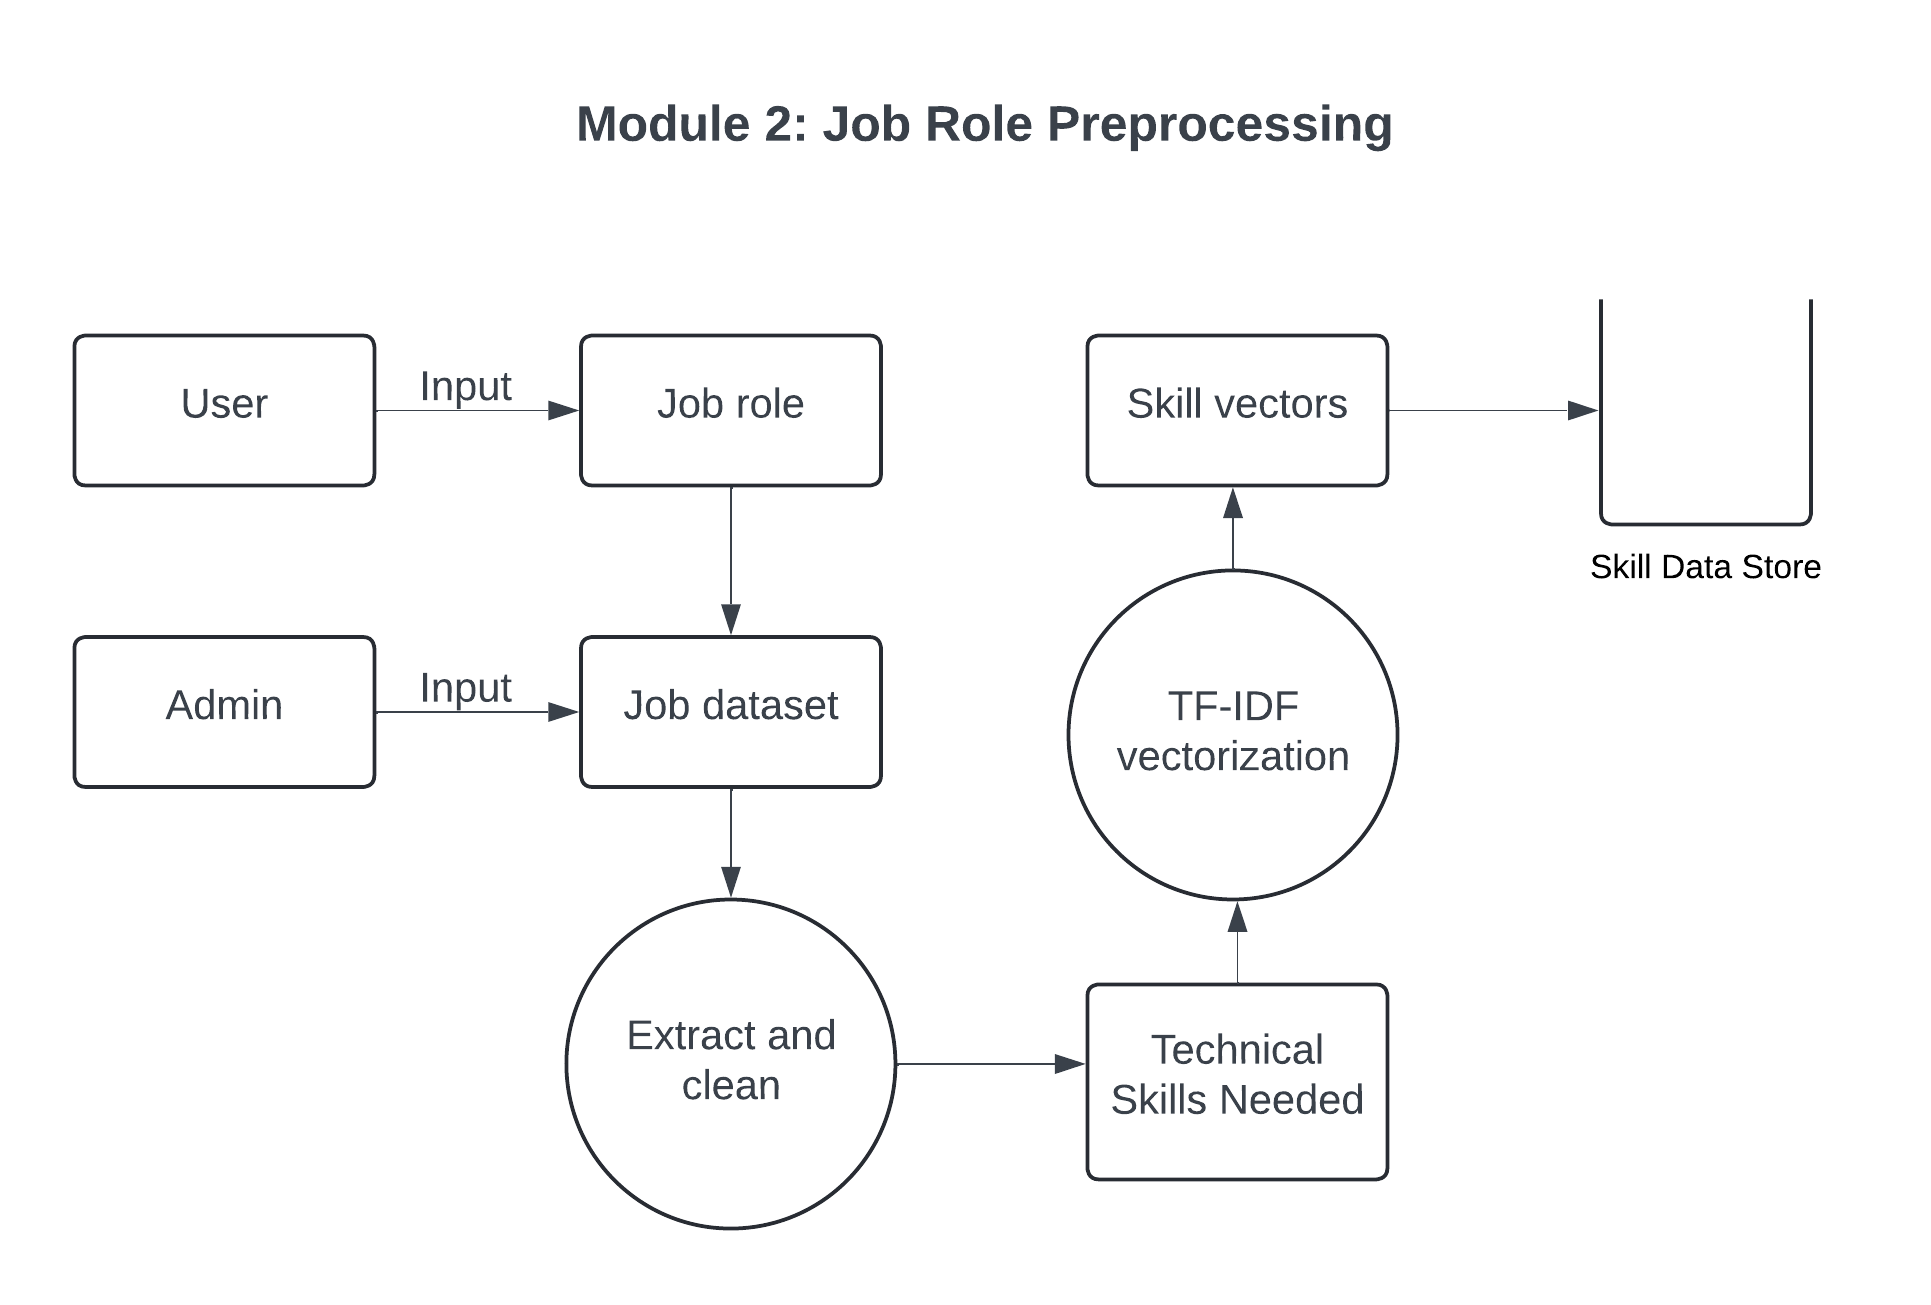 Module 2: Job Role Preprocessing
User
Input
Job role
Skill vectors
Skill Data Store
Admin
Input
Job dataset
TF-IDF
vectorization
Extract and
clean
Technical
Skills Needed